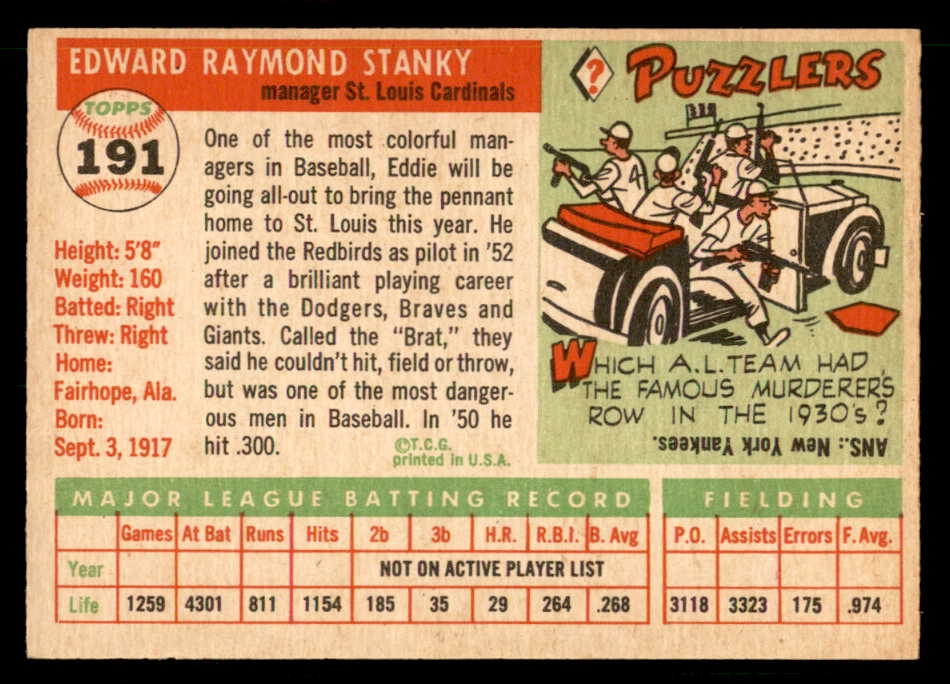 EDWARD RAYMOND STANKY
manager St. Louis Cardinals
TOPPS
191
Height: 5'8"
Weight: 160
Batted: Right
Threw: Right
Home:
Fairhope, Ala.
Born:
Sept. 3, 1917
One of the most colorful man-
agers in Baseball, Eddie will be
going all-out to bring the pennant
home to St. Louis this year. He
joined the Redbirds as pilot in '52
after a brilliant playing career
with the Dodgers, Braves and
Giants. Called the "Brat," they
said he couldn't hit, field or throw,
but was one of the most danger-
ous men in Baseball. In '50 he
hit .300.
©T.C.G.
printed in U.S.A.
? PUZZLERS
4
WHICH A.L. TEAM HAD
THE FAMOUS MURDERERS
ROW IN THE 1930's?
ANS.: New York Yankees.
MAJOR LEAGUE BATTING RECORD FIELDING
Games At Bat Runs Hits 2b 3b H.R. R.B.I. B. Avg P.O. Assists Errors F. Avg.
Year NOT ON ACTIVE PLAYER LIST
Life 1259 4301 811 1154 185 35 29 264 .268 3118 3323 175 .974